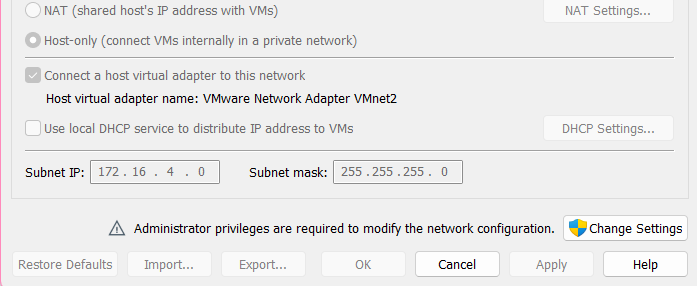 NAT (shared host's IP address with VMs)
NAT Settings...
Host-only (connect VMs internally in a private network)
Connect a host virtual adapter to this network
Host virtual adapter name: VMware Network Adapter VMnet2
Use local DHCP service to distribute IP address to VMs
DHCP Settings...
Subnet IP: 172 . 16 . 4 . 0 Subnet mask: 255 . 255 . 255 . 0
Administrator privileges are required to modify the network configuration. Change Settings
Restore Defaults Import... Export... OK Cancel Apply Help